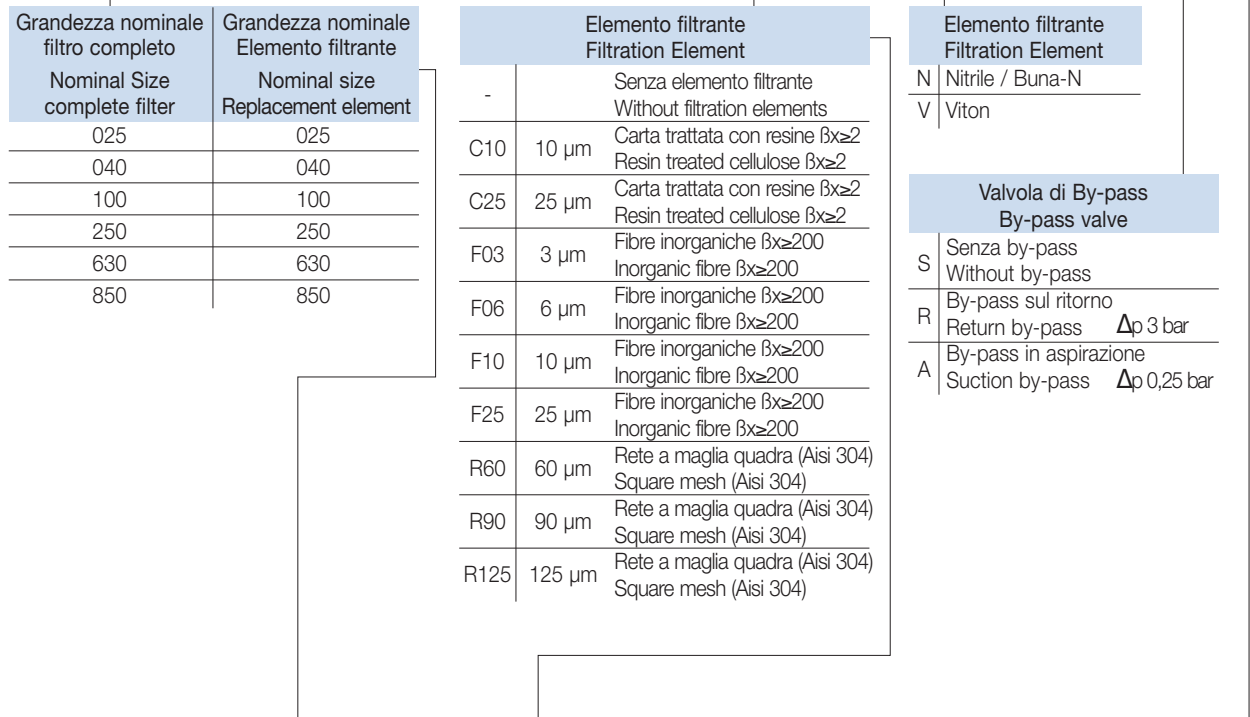 Grandezza nominale
filtro completo
Nominal Size
complete filter
Grandezza nominale
Elemento filtrante
Nominal size
Replacement element
025 025
040 040
100 100
250 250
630 630
850 850
Elemento filtrante
Filtration Element
- Senza elemento filtrante
Without filtration elements
C10 10 µm Carta trattata con resine ßx≥2
Resin treated cellulose ßx≥2
C25 25 µm Carta trattata con resine ßx≥2
Resin treated cellulose ßx≥2
F03 3 µm Fibre inorganiche ßx≥200
Inorganic fibre ßx≥200
F06 6 µm Fibre inorganiche ßx≥200
Inorganic fibre ßx≥200
F10 10 µm Fibre inorganiche ßx≥200
Inorganic fibre ßx≥200
F25 25 µm Fibre inorganiche ßx≥200
Inorganic fibre ßx≥200
R60 60 µm Rete a maglia quadra (Aisi 304)
Square mesh (Aisi 304)
R90 90 µm Rete a maglia quadra (Aisi 304)
Square mesh (Aisi 304)
R125 125 µm Rete a maglia quadra (Aisi 304)
Square mesh (Aisi 304)
Elemento filtrante
Filtration Element
N Nitrile / Buna-N
V Viton
Valvola di By-pass
By-pass valve
S Senza by-pass
Without by-pass
R By-pass sul ritorno
Return by-pass Δp 3 bar
A By-pass in aspirazione
Suction by-pass Δp 0,25 bar